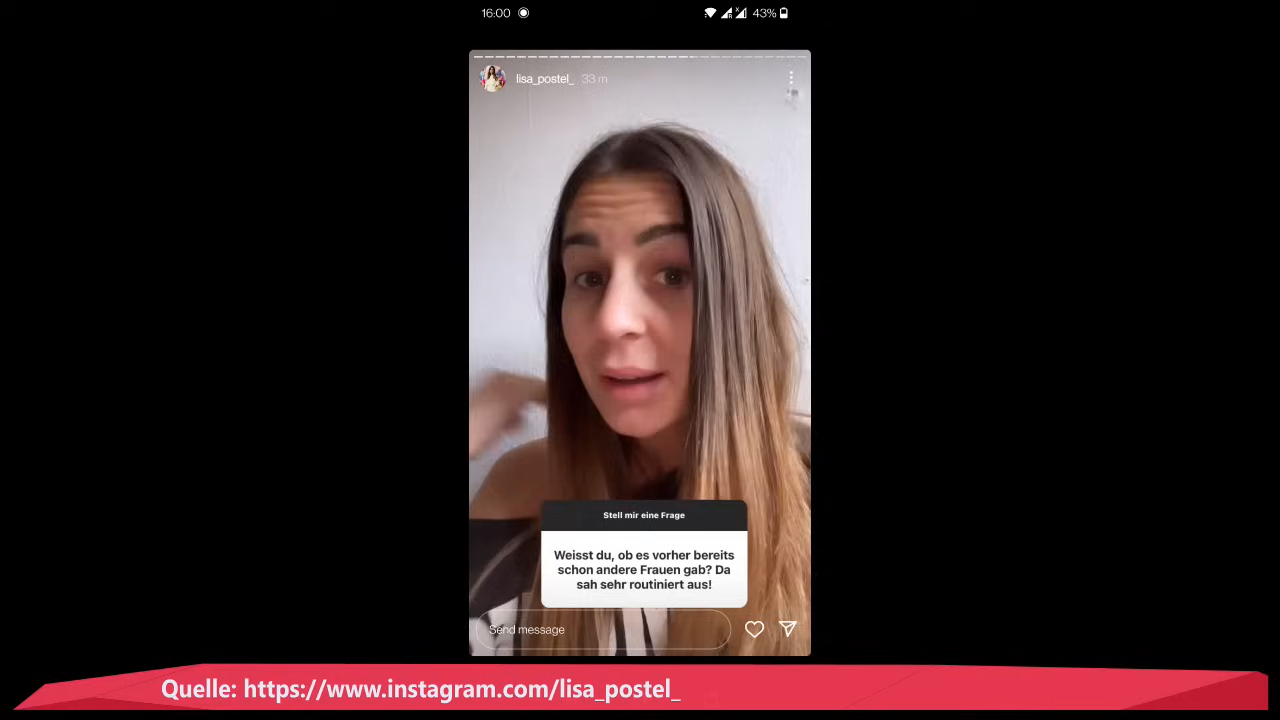 16:00
43%
lisa_postel_ 33 m
Stell mir eine Frage
Weisst du, ob es vorher bereits
schon andere Frauen gab? Da
sah sehr routiniert aus!
Send message
Quelle: https://www.instagram.com/lisa_postel_